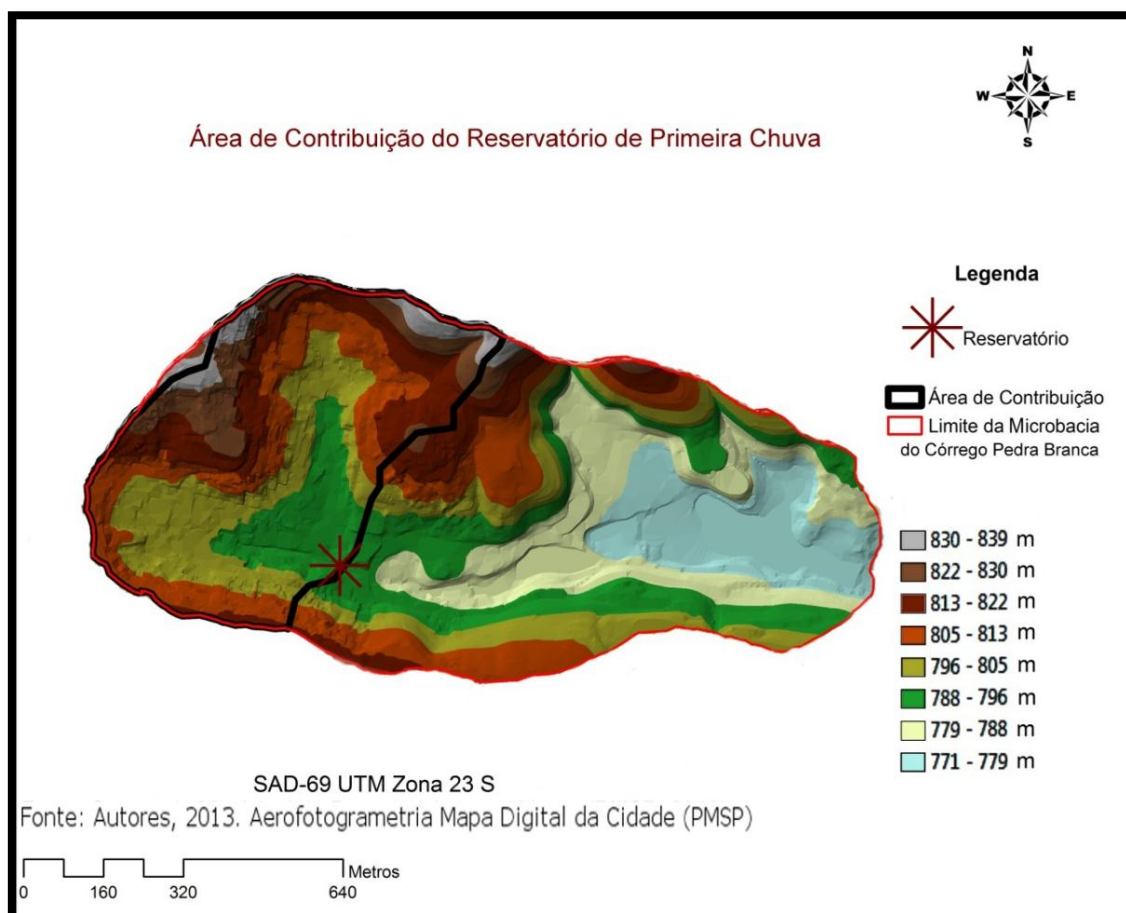 N
W E
S
Área de Contribuição do Reservatório de Primeira Chuva
Legenda
Reservatório
Área de Contribuição
Limite da Microbacia
do Córrego Pedra Branca
830 - 839 m
822 - 830 m
813 - 822 m
805 - 813 m
796 - 805 m
788 - 796 m
779 - 788 m
771 - 779 m
SAD-69 UTM Zona 23 S
Fonte: Autores, 2013. Aerofotogrametria Mapa Digital da Cidade (PMSP)
Metros
0 160 320 640